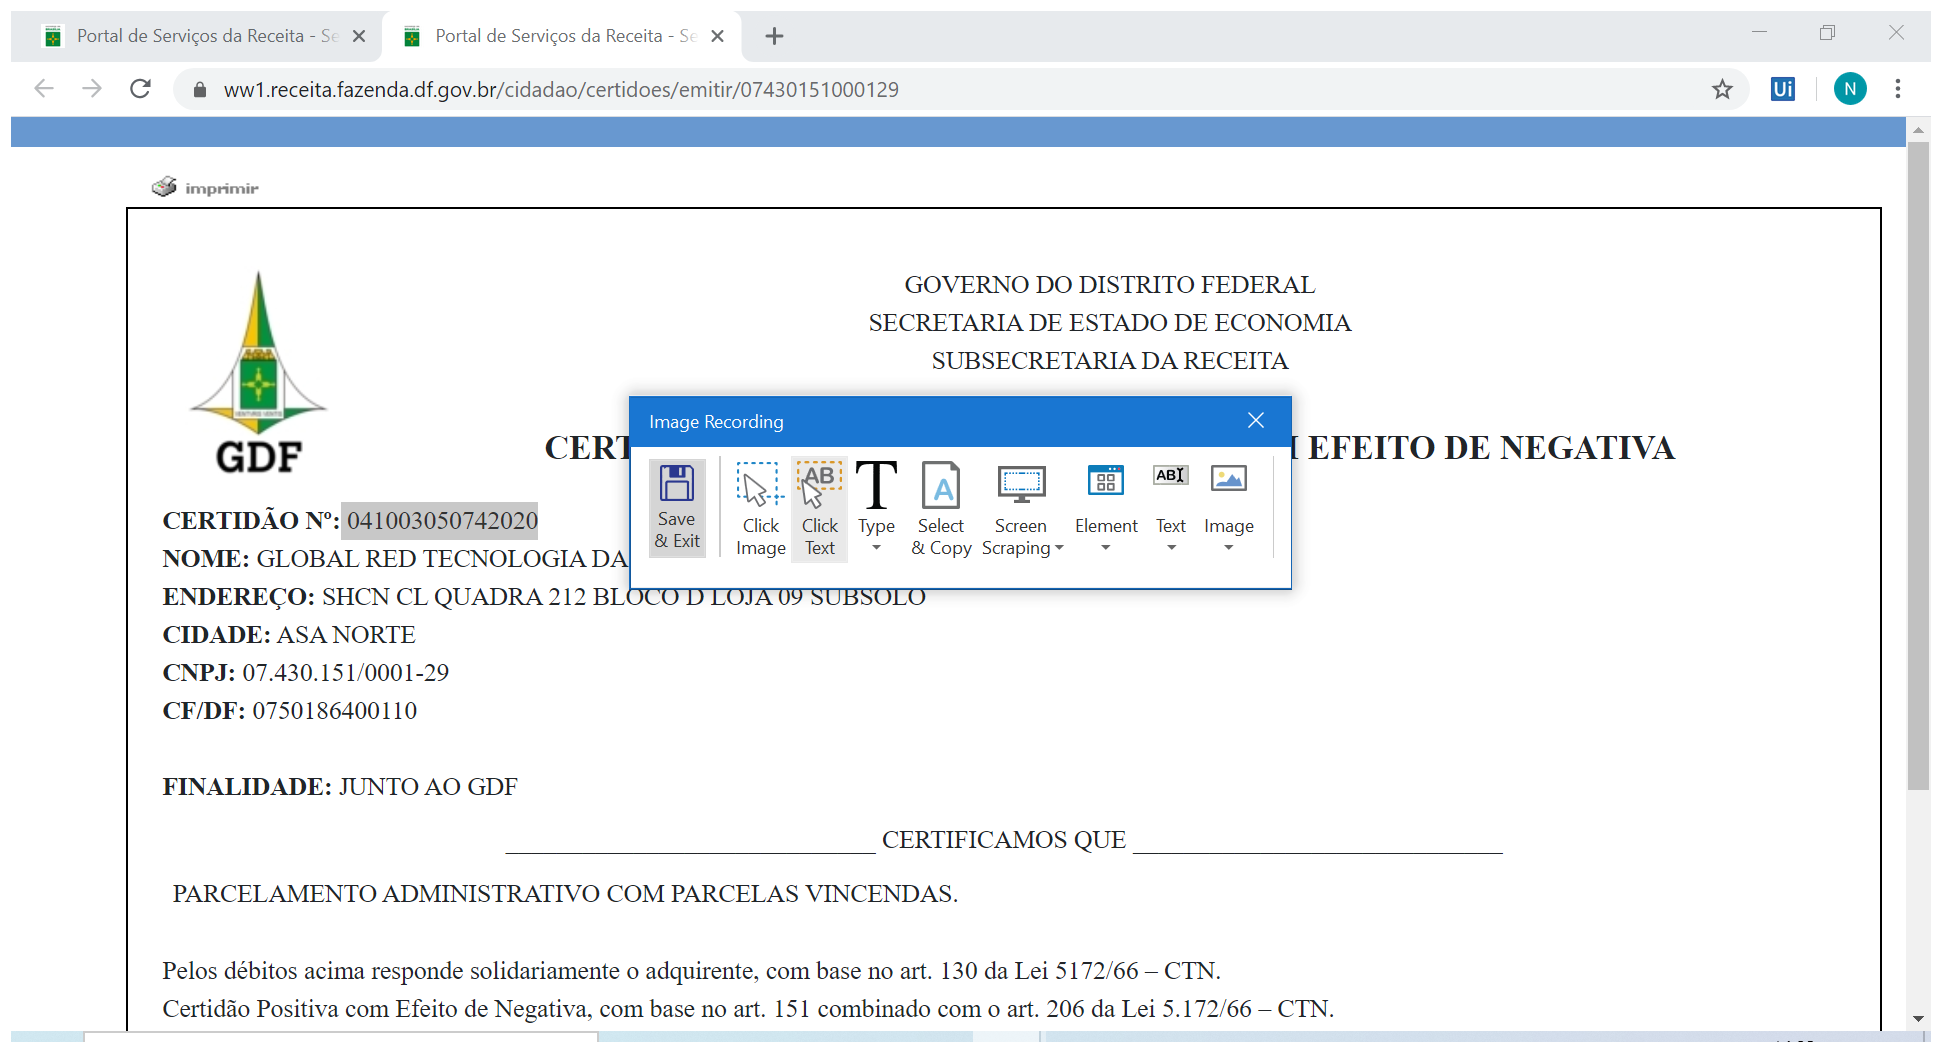 Portal de Serviços da Receita - Se
Portal de Serviços da Receita - Se
ww1.receita.fazenda.df.gov.br/cidadao/certidoes/emitir/07430151000129
Ui
N
imprimir
GDF
GOVERNO DO DISTRITO FEDERAL
SECRETARIA DE ESTADO DE ECONOMIA
SUBSECRETARIA DA RECEITA
CERT
EFEITO DE NEGATIVA
Image Recording
Save & Exit
Click Image
AB
Click Text
T
Type
A
Select & Copy
Screen Scraping
Element
ABI
Text
Image
CERTIDÃO Nº: 041003050742020
NOME: GLOBAL RED TECNOLOGIA DA
ENDEREÇO: SHCN CL QUADRA 212 BLOCO D LOJA 09 SUBSOLO
CIDADE: ASA NORTE
CNPJ: 07.430.151/0001-29
CF/DF: 0750186400110
FINALIDADE: JUNTO AO GDF
CERTIFICAMOS QUE
PARCELAMENTO ADMINISTRATIVO COM PARCELAS VINCENDAS.
Pelos débitos acima responde solidariamente o adquirente, com base no art. 130 da Lei 5172/66 – CTN.
Certidão Positiva com Efeito de Negativa, com base no art. 151 combinado com o art. 206 da Lei 5.172/66 – CTN.